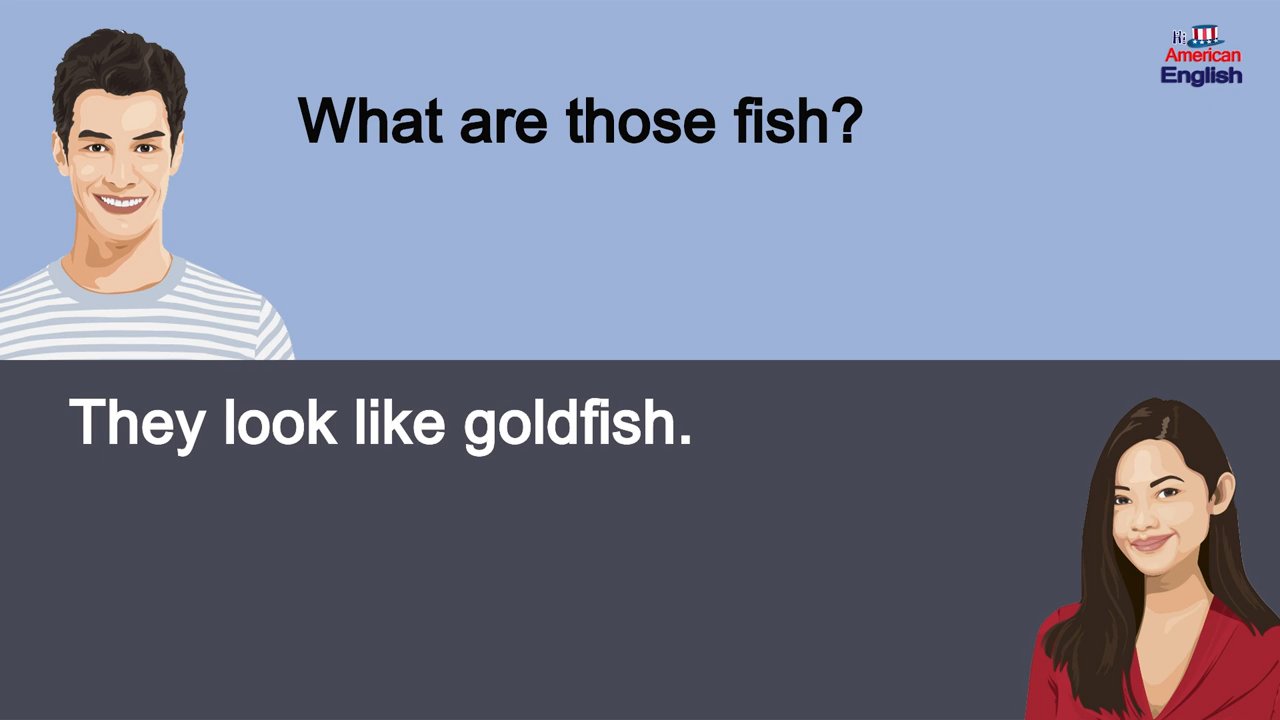 Hi
American
English
What are those fish?
They look like goldfish.